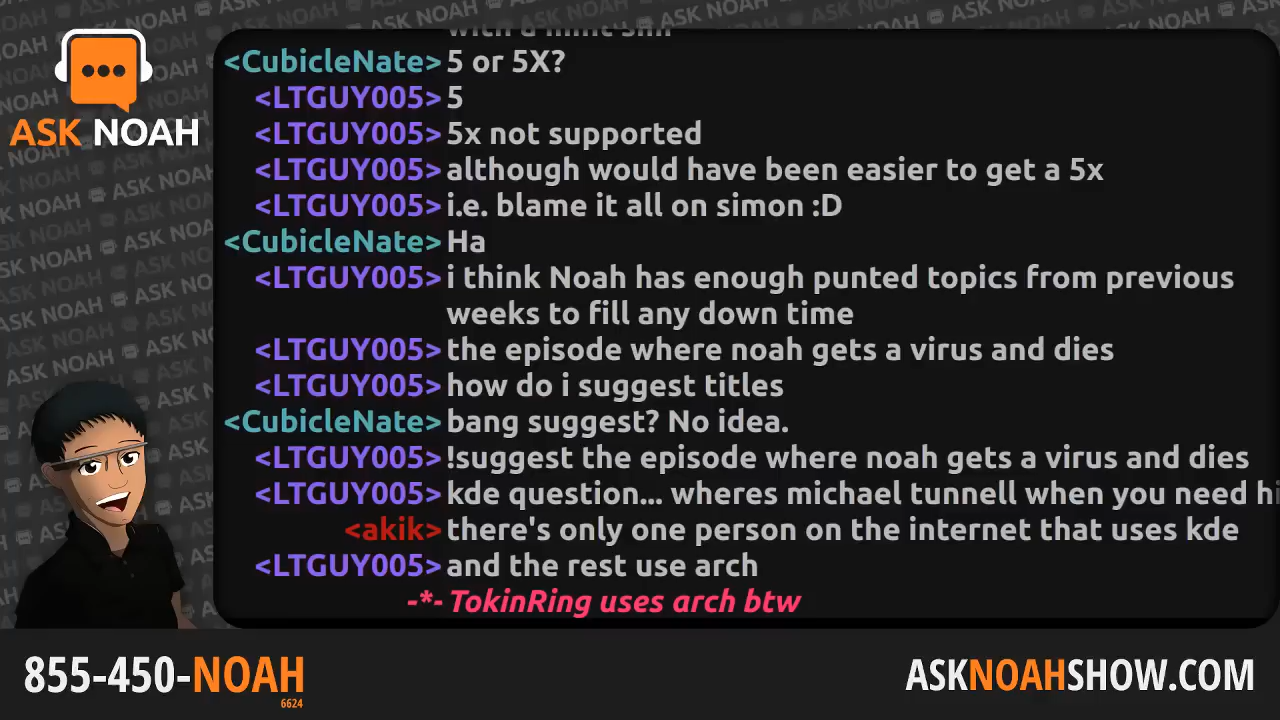 ASK NOAH
<CubicleNate> 5 or 5X?
<LTGUY005> 5
<LTGUY005> 5x not supported
<LTGUY005> although would have been easier to get a 5x
<LTGUY005> i.e. blame it all on simon :D
<CubicleNate> Ha
<LTGUY005> i think Noah has enough punted topics from previous
weeks to fill any down time
<LTGUY005> the episode where noah gets a virus and dies
<LTGUY005> how do i suggest titles
<CubicleNate> bang suggest? No idea.
<LTGUY005> !suggest the episode where noah gets a virus and dies
<LTGUY005> kde question... wheres michael tunnell when you need hi
<akik> there's only one person on the internet that uses kde
<LTGUY005> and the rest use arch
-*- TokinRing uses arch btw
855-450-NOAH
6624
ASKNOAHSHOW.COM